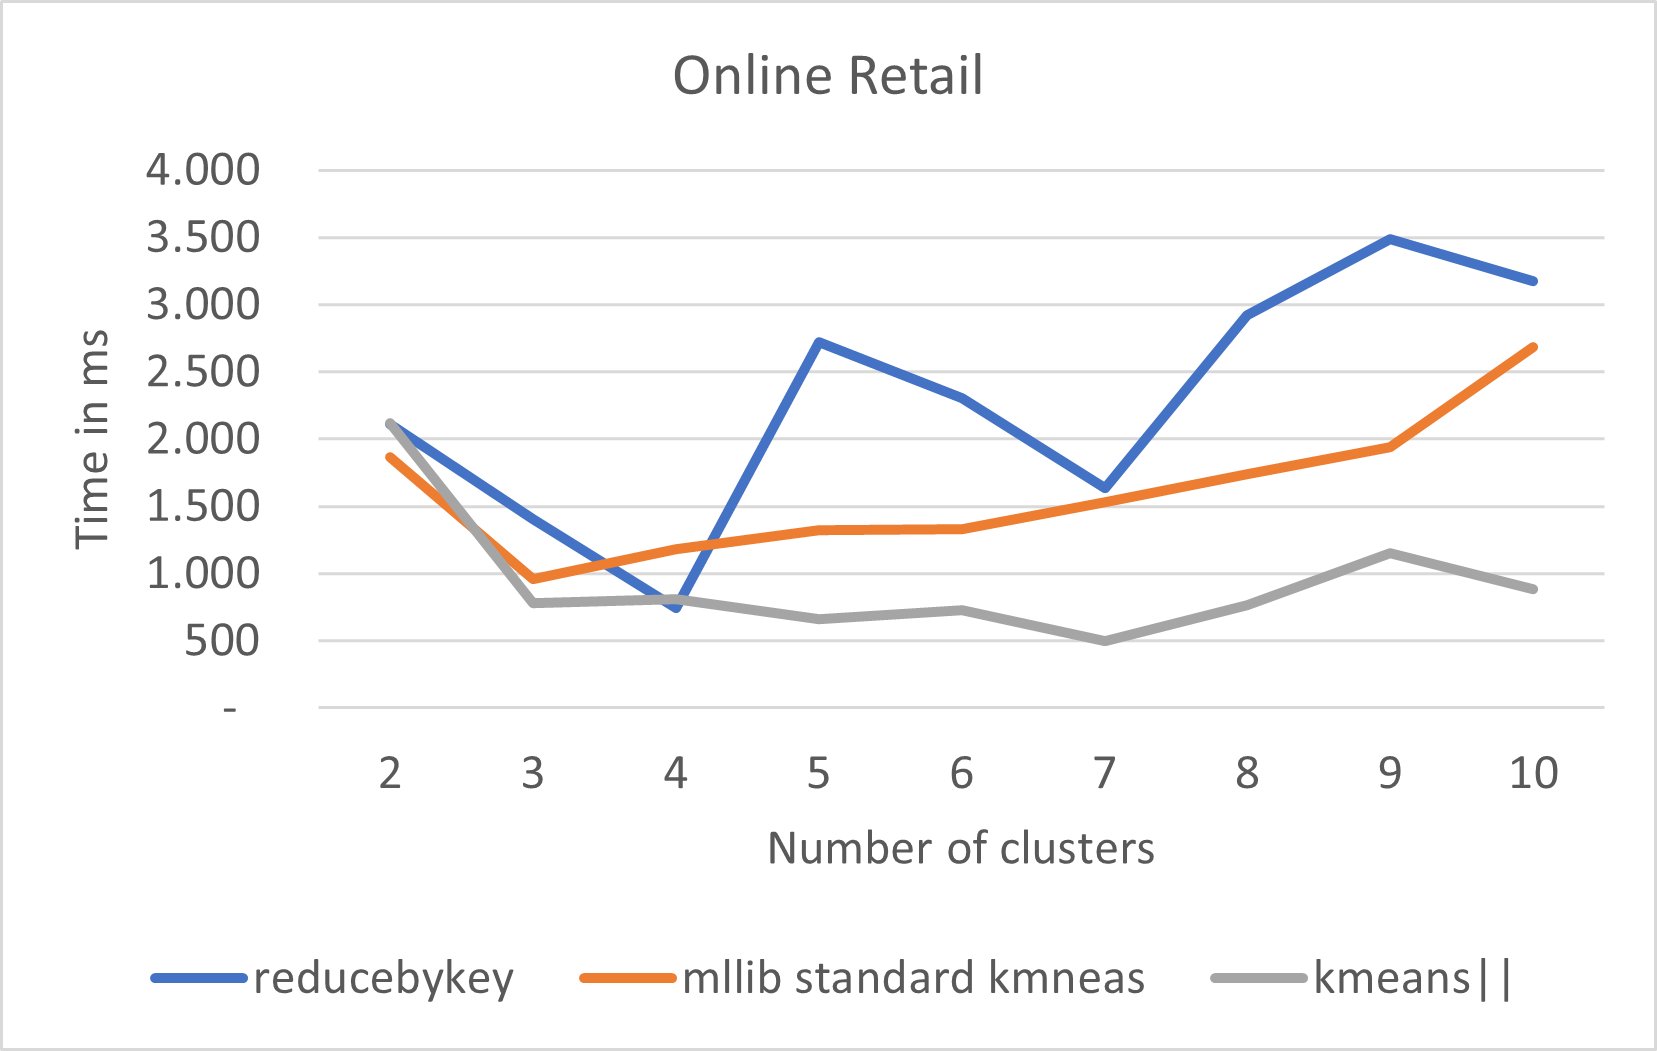 Online Retail
4.000
3.500
3.000
2.500
2.000
1.500
1.000
500
-
Time in ms
2 3 4 5 6 7 8 9 10
Number of clusters
reducebykey mllib standard kmneas kmeans||